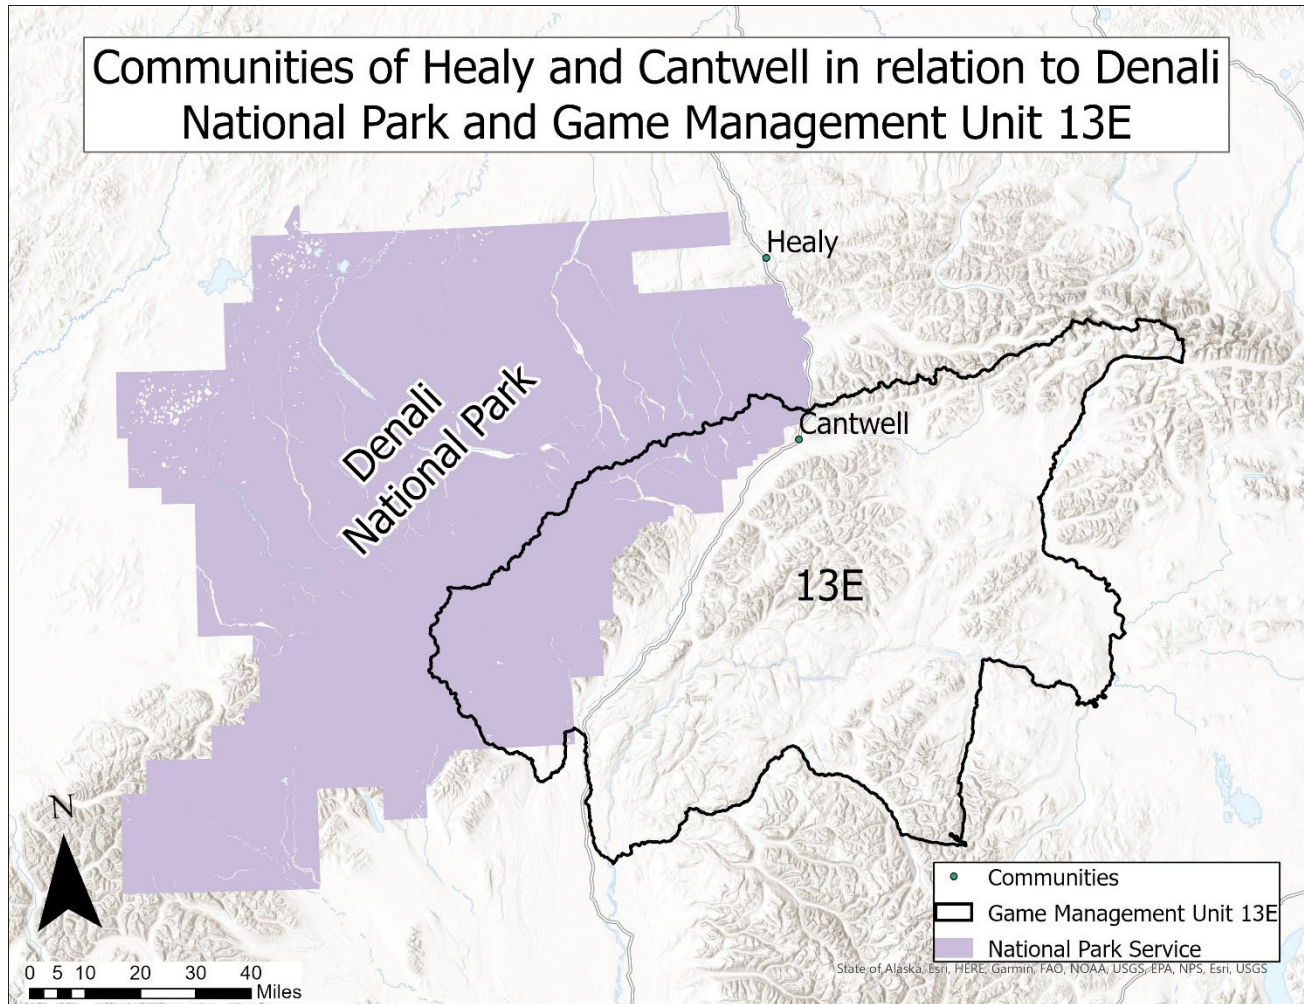 Communities of Healy and Cantwell in relation to Denali
National Park and Game Management Unit 13E
Healy
Cantwell
Denali
National Park
13E
N
Communities
Game Management Unit 13E
National Park Service
State of Alaska, Esri, HERE, Garmin, FAO, NOAA, USGS, EPA, NPS, Esri, USGS
0 5 10 20 30 40
Miles